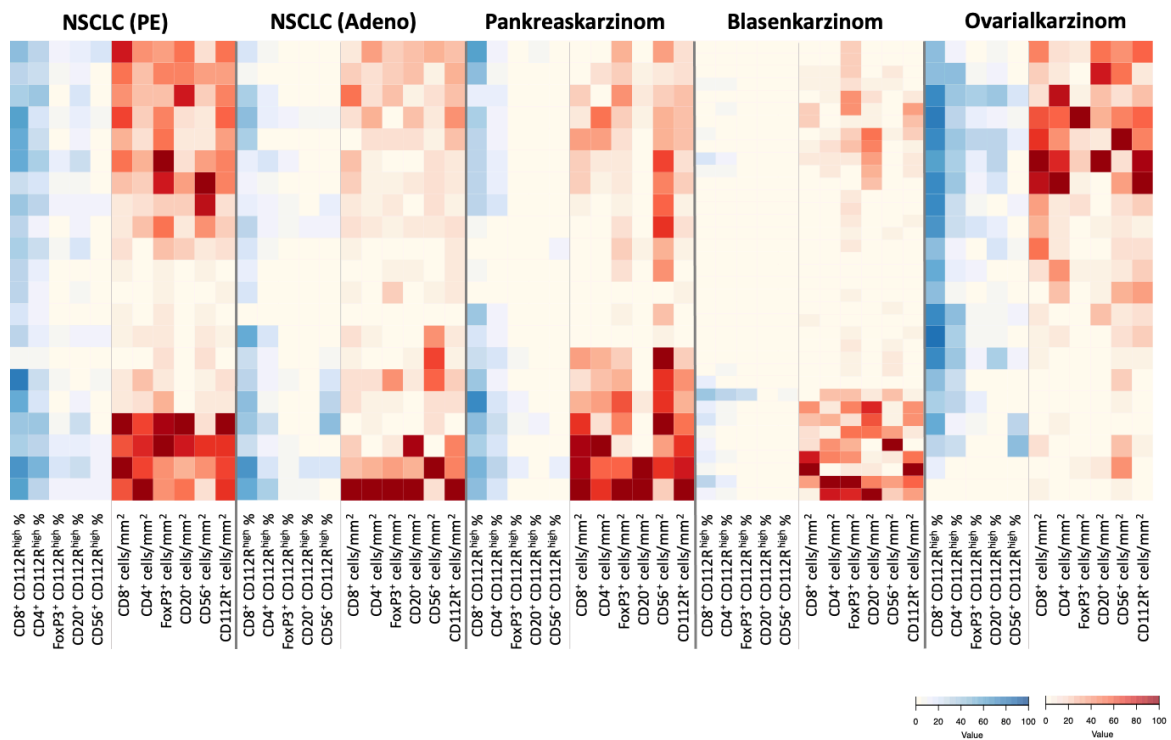 NSCLC (PE) NSCLC (Adeno) Pankreaskarzinom Blasenkarzinom Ovarialkarzinom
CD8⁺ CD112Rʰⁱᵍʰ %
CD4⁺ CD112Rʰⁱᵍʰ %
FoxP3⁺ CD112Rʰⁱᵍʰ %
CD20⁺ CD112Rʰⁱᵍʰ %
CD56⁺ CD112Rʰⁱᵍʰ %
CD8⁺ cells/mm²
CD4⁺ cells/mm²
FoxP3⁺ cells/mm²
CD20⁺ cells/mm²
CD56⁺ cells/mm²
CD112R⁺ cells/mm²
CD8⁺ CD112Rʰⁱᵍʰ %
CD4⁺ CD112Rʰⁱᵍʰ %
FoxP3⁺ CD112Rʰⁱᵍʰ %
CD20⁺ CD112Rʰⁱᵍʰ %
CD56⁺ CD112Rʰⁱᵍʰ %
CD8⁺ cells/mm²
CD4⁺ cells/mm²
FoxP3⁺ cells/mm²
CD20⁺ cells/mm²
CD56⁺ cells/mm²
CD112R⁺ cells/mm²
CD8⁺ CD112Rʰⁱᵍʰ %
CD4⁺ CD112Rʰⁱᵍʰ %
FoxP3⁺ CD112Rʰⁱᵍʰ %
CD20⁺ CD112Rʰⁱᵍʰ %
CD56⁺ CD112Rʰⁱᵍʰ %
CD8⁺ cells/mm²
CD4⁺ cells/mm²
FoxP3⁺ cells/mm²
CD20⁺ cells/mm²
CD56⁺ cells/mm²
CD112R⁺ cells/mm²
CD8⁺ CD112Rʰⁱᵍʰ %
CD4⁺ CD112Rʰⁱᵍʰ %
FoxP3⁺ CD112Rʰⁱᵍʰ %
CD20⁺ CD112Rʰⁱᵍʰ %
CD56⁺ CD112Rʰⁱᵍʰ %
CD8⁺ cells/mm²
CD4⁺ cells/mm²
FoxP3⁺ cells/mm²
CD20⁺ cells/mm²
CD56⁺ cells/mm²
CD112R⁺ cells/mm²
CD8⁺ CD112Rʰⁱᵍʰ %
CD4⁺ CD112Rʰⁱᵍʰ %
FoxP3⁺ CD112Rʰⁱᵍʰ %
CD20⁺ CD112Rʰⁱᵍʰ %
CD56⁺ CD112Rʰⁱᵍʰ %
CD8⁺ cells/mm²
CD4⁺ cells/mm²
FoxP3⁺ cells/mm²
CD20⁺ cells/mm²
CD56⁺ cells/mm²
CD112R⁺ cells/mm²
0 20 40 60 80 100 0 20 40 60 80 100
Value Value